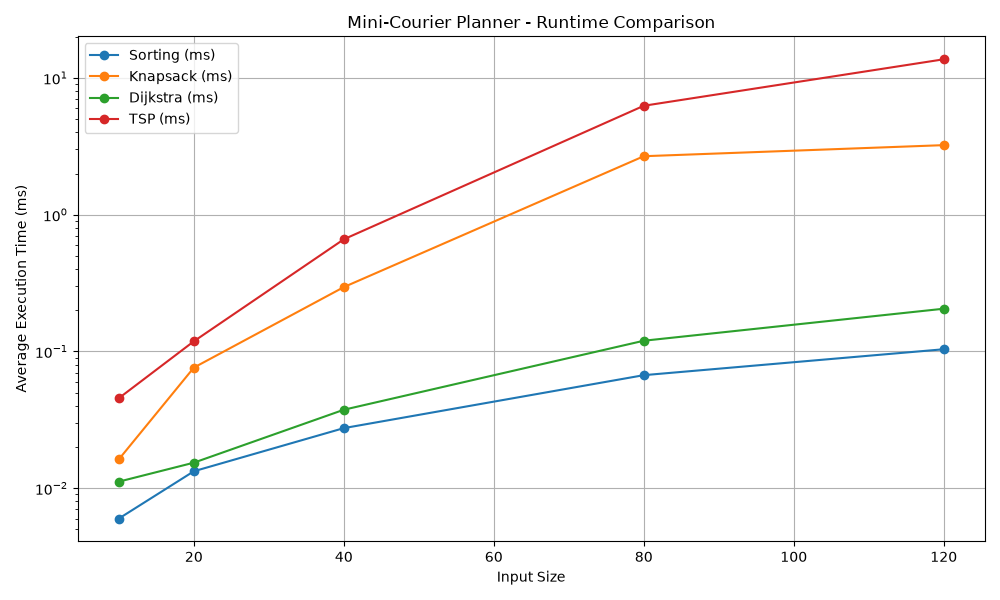 Mini-Courier Planner - Runtime Comparison
Sorting (ms)
Knapsack (ms)
Dijkstra (ms)
TSP (ms)
Average Execution Time (ms)
10¹
10⁰
10⁻¹
10⁻²
20 40 60 80 100 120
Input Size